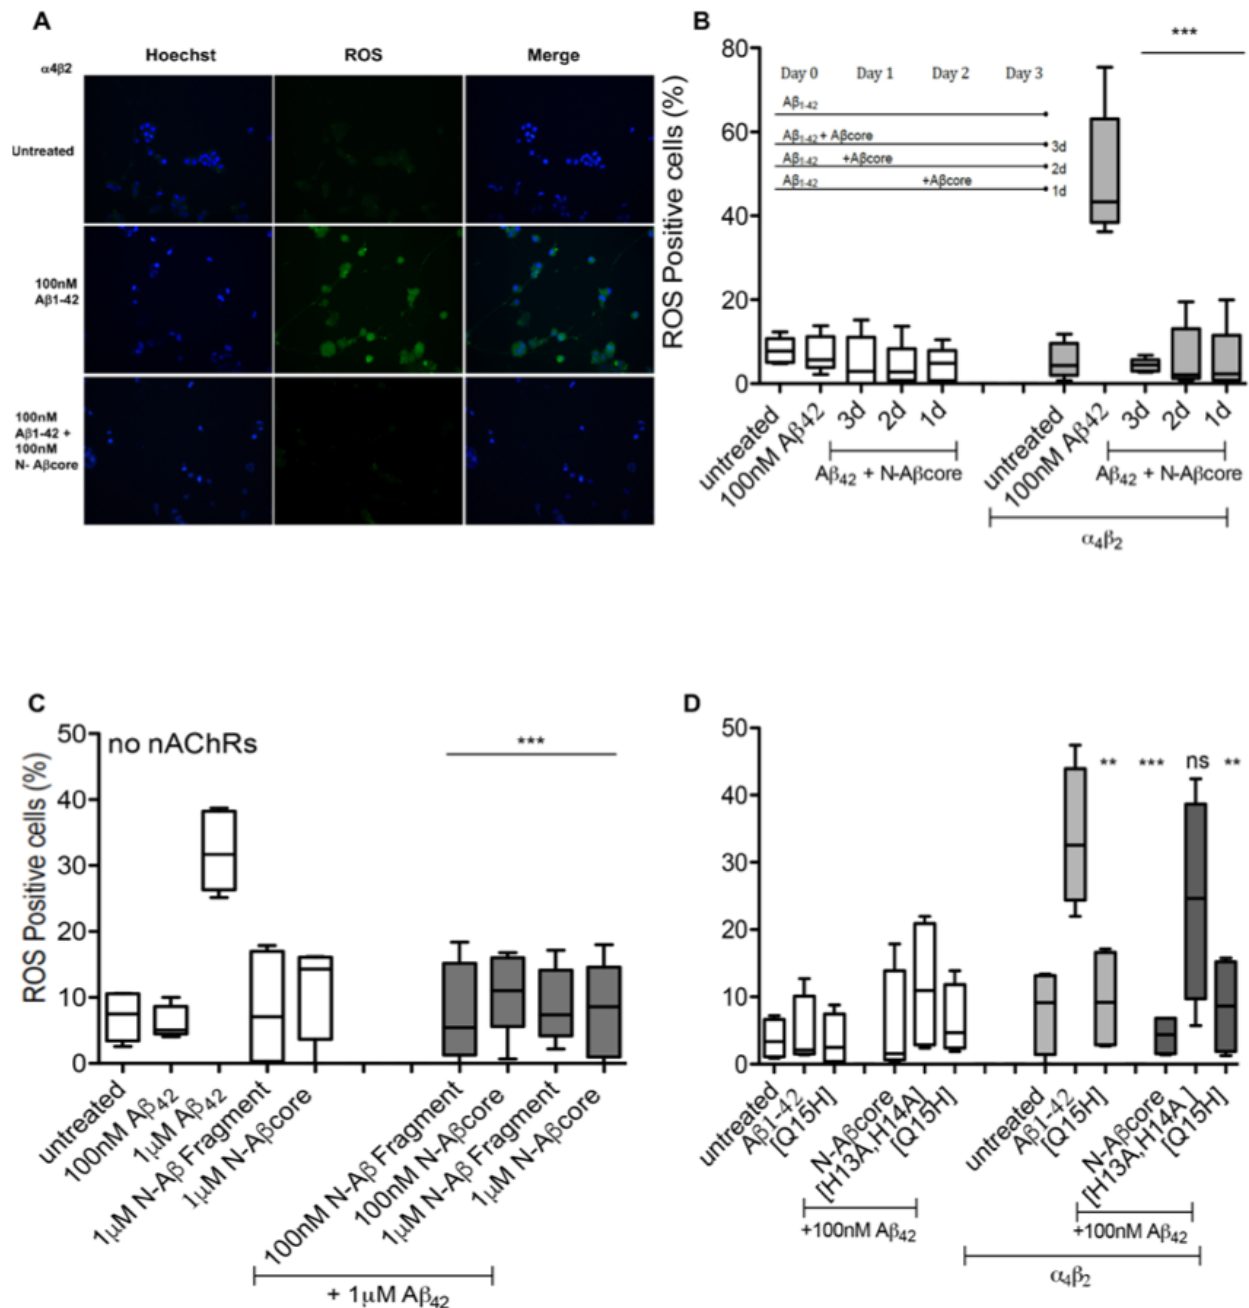 A
Hoechst ROS Merge
α4β2
Untreated
100nM
Aβ1-42
100nM
Aβ1-42 +
100nM
N- Aβcore
B
ROS Positive cells (%)
80
60
40
20
0
Day 0 Day 1 Day 2 Day 3
Aβ1-42
Aβ1-42 + Aβcore 3d
Aβ1-42 +Aβcore 2d
Aβ1-42 +Aβcore 1d
***
untreated
100nM Aβ42
3d
2d
1d
Aβ42 + N-Aβcore
untreated
100nM Aβ42
3d
2d
1d
Aβ42 + N-Aβcore
α4β2
C
ROS Positive cells (%)
50
40
30
20
10
0
no nAChRs
***
untreated
100nM Aβ42
1μM Aβ42
1μM N-Aβ Fragment
1μM N-Aβcore
100nM N-Aβ Fragment
100nM N-Aβcore
1μM N-Aβ Fragment
1μM N-Aβcore
+ 1μM Aβ42
D
50
40
30
20
10
0
** *** ns **
untreated
Aβ1-42
[Q15H]
N-Aβcore
[H13A,H14A]
[Q15H]
+100nM Aβ42
untreated
Aβ1-42
[Q15H]
N-Aβcore
[H13A,H14A ]
[Q15H]
+100nM Aβ42
α4β2